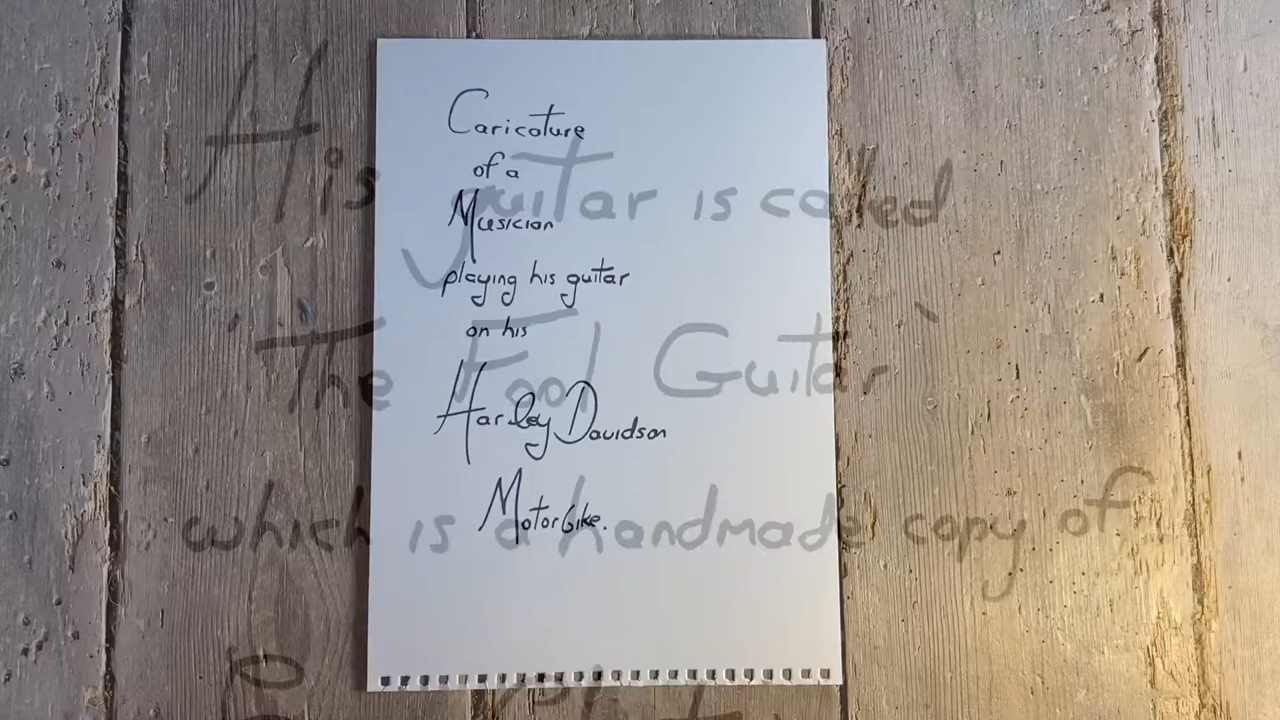 Caricature
of a
Musician
playing his guitar
on his
Harley Davidson
Motorbike.
His guitar is called
'The Fool Guitar'
which is a handmade copy of